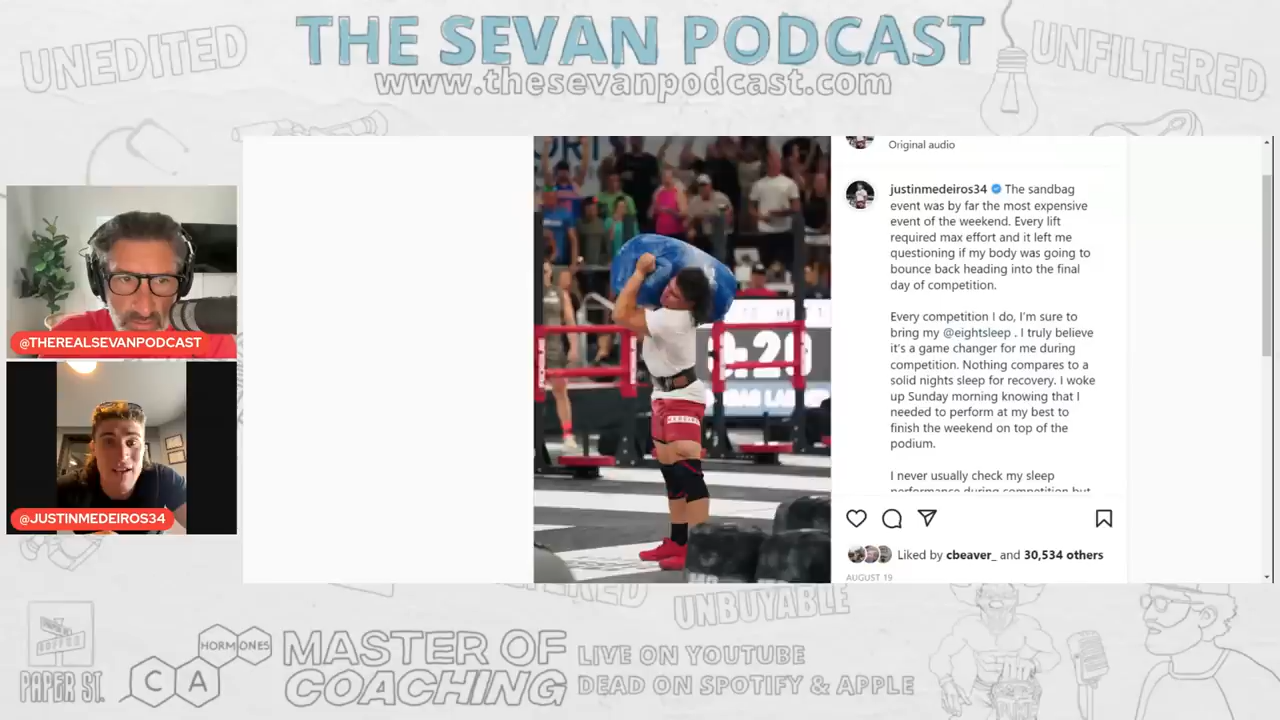 THE SEVAN PODCAST
www.thesevanpodcast.com
UNEDITED
UNFILTERED
@THEREALSEVANPODCAST
@JUSTINMEDEIROS34
Original audio
justinmedeiros34 The sandbag
event was by far the most expensive
event of the weekend. Every lift
required max effort and it left me
questioning if my body was going to
bounce back heading into the final
day of competition.
Every competition I do, I'm sure to
bring my @eightsleep . I truly believe
it's a game changer for me during
competition. Nothing compares to a
solid nights sleep for recovery. I woke
up Sunday morning knowing that I
needed to perform at my best to
finish the weekend on top of the
podium.
I never usually check my sleep
performance during competition but
Liked by cbeaver_ and 30,534 others
AUGUST 19
UNBUYABLE
PAPER ST.
HORMONES
CA
MASTER OF
COACHING
LIVE ON YOUTUBE
DEAD ON SPOTIFY & APPLE